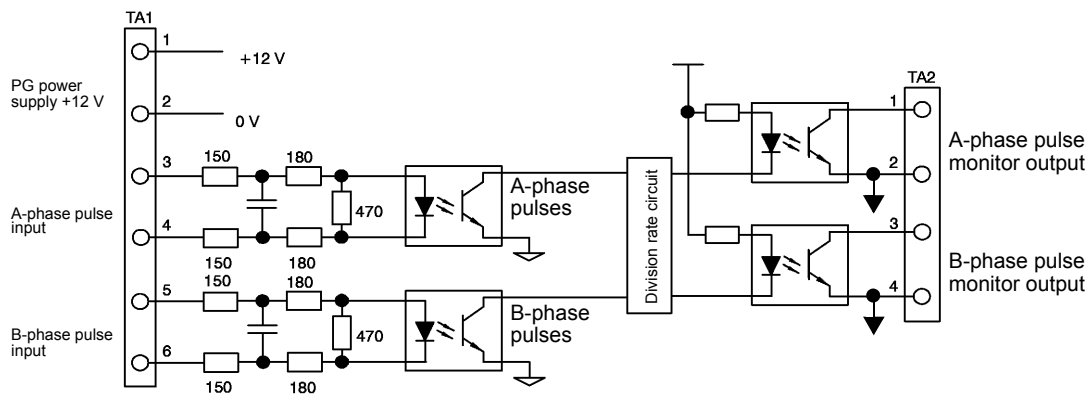 TA1
1
+12 V
PG power
supply +12 V
2
0 V
3
150
180
470
A-phase pulse
input
4
150
180
A-phase
pulses
5
150
180
470
B-phase pulse
input
6
150
180
B-phase
pulses
Division rate circuit
TA2
1
2
A-phase pulse
monitor output
3
4
B-phase pulse
monitor output